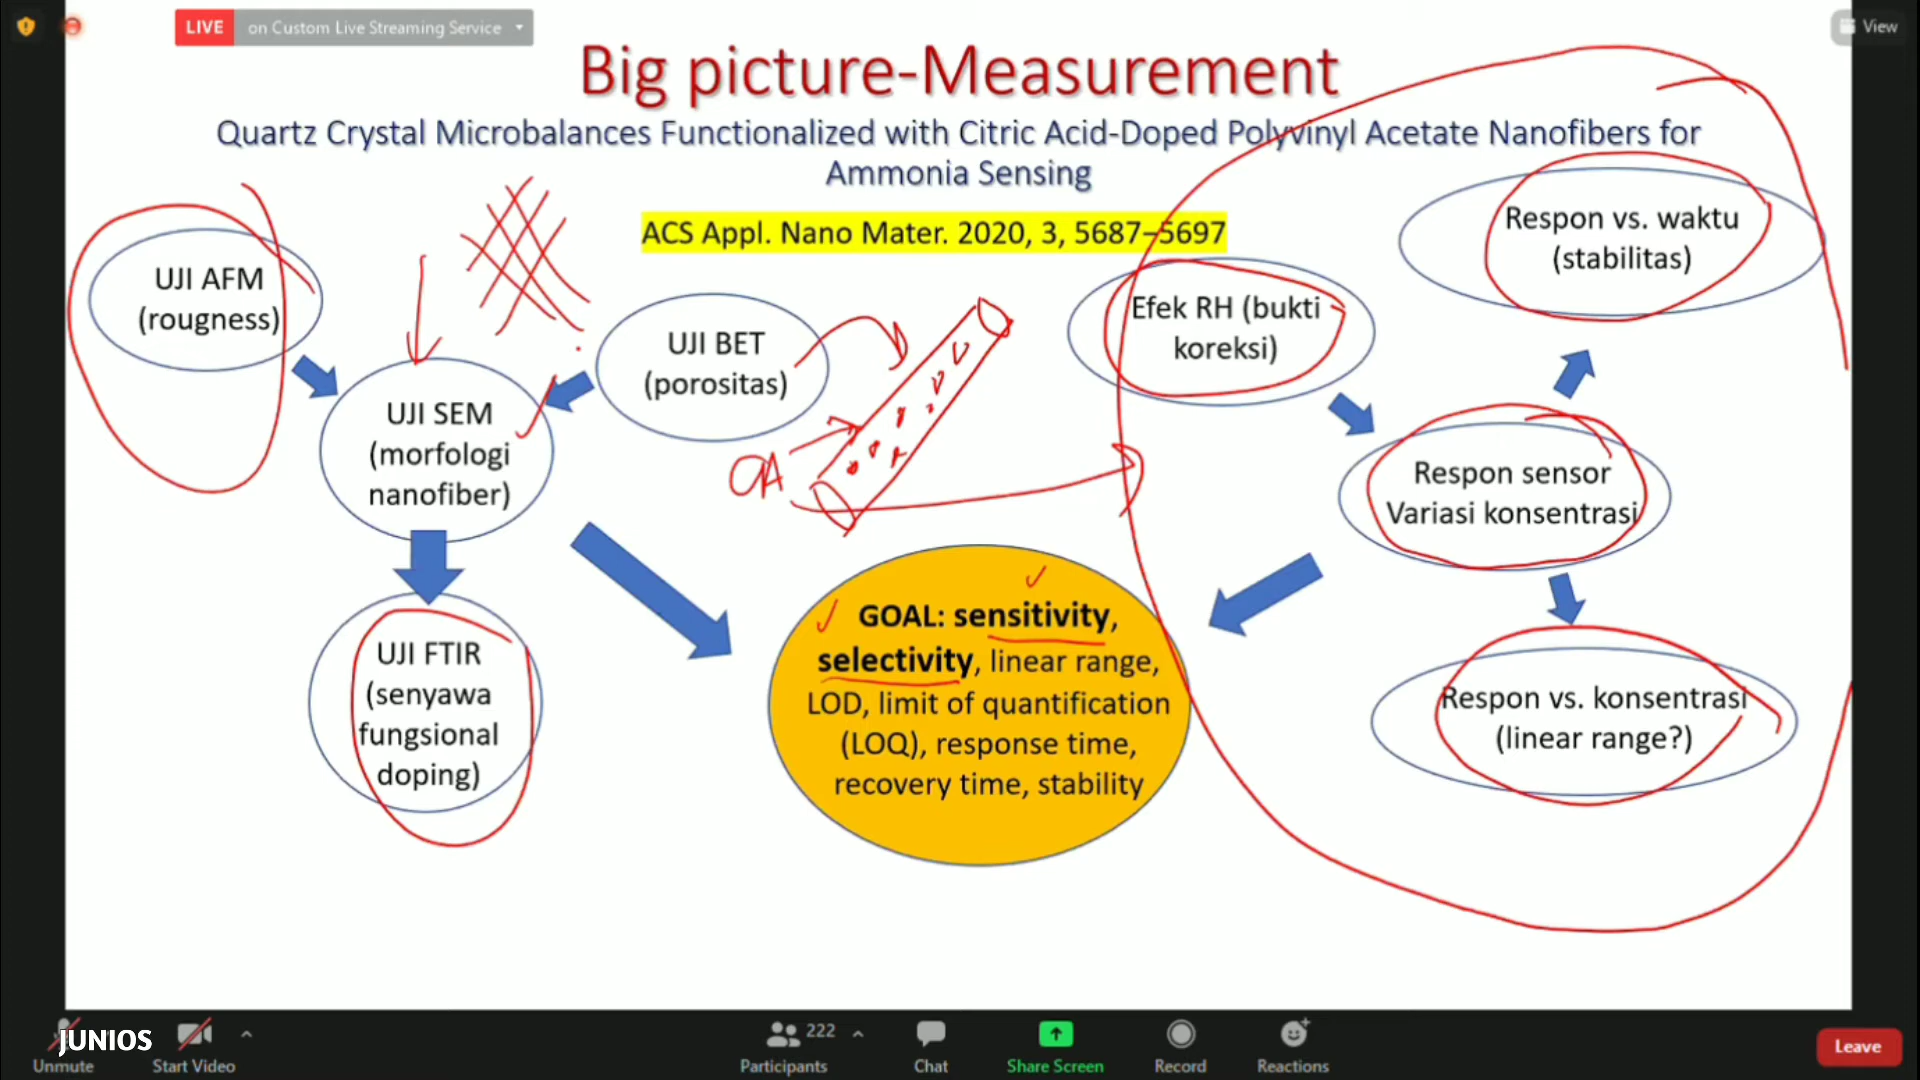 LIVE on Custom Live Streaming Service
View
Big picture-Measurement
Quartz Crystal Microbalances Functionalized with Citric Acid-Doped Polyvinyl Acetate Nanofibers for
Ammonia Sensing
ACS Appl. Nano Mater. 2020, 3, 5687–5697
UJI AFM
(rougness)
UJI SEM
(morfologi
nanofiber)
UJI BET
(porositas)
UJI FTIR
(senyawa
fungsional
doping)
CA
GOAL: sensitivity,
selectivity, linear range,
LOD, limit of quantification
(LOQ), response time,
recovery time, stability
Efek RH (bukti
koreksi)
Respon vs. waktu
(stabilitas)
Respon sensor
Variasi konsentrasi
Respon vs. konsentrasi
(linear range?)
JUNIOS
Unmute
Start Video
222
Participants
Chat
Share Screen
Record
Reactions
Leave